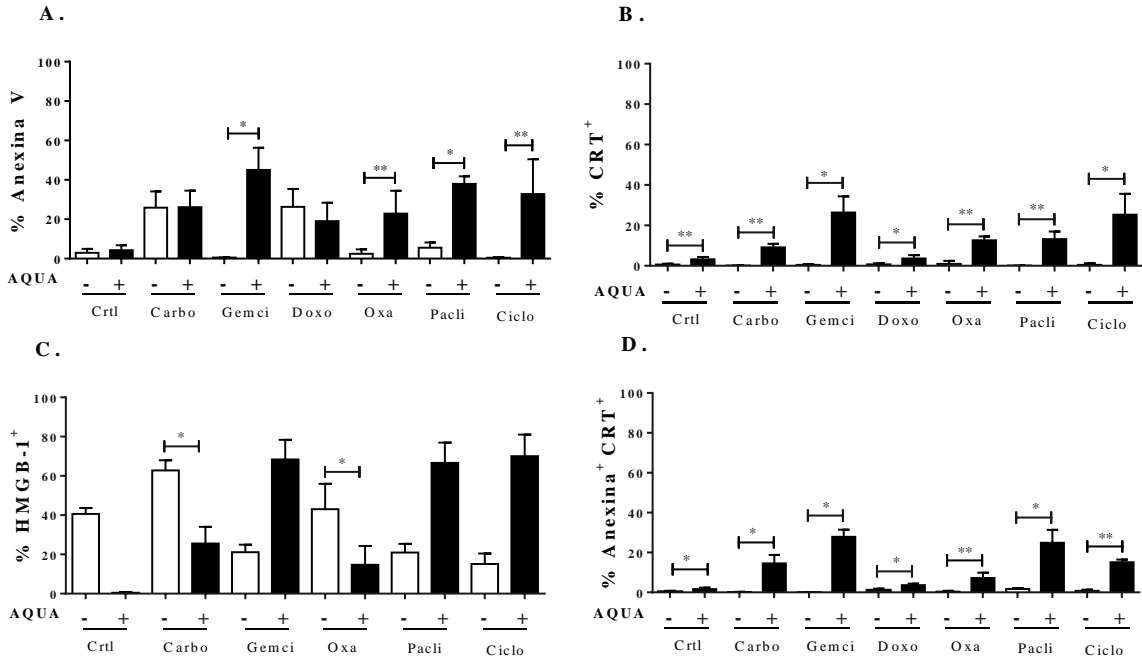 A.
% Anexina V
100
80
60
40
20
0
* ** * **
AQUA - + - + - + - + - + - + - +
Crtl Carbo Gemci Doxo Oxa Pacli Ciclo
B.
% CRT+
100
80
60
40
20
0
** ** * * ** ** *
AQUA - + - + - + - + - + - + - +
Crtl Carbo Gemci Doxo Oxa Pacli Ciclo
C.
% HMGB-1+
100
80
60
40
20
0
* *
AQUA - + - + - + - + - + - +
Crtl Carbo Gemci Oxa Pacli Ciclo
D.
% Anexina+ CRT+
100
80
60
40
20
0
* * * * ** * **
AQUA - + - + - + - + - + - + - +
Crtl Carbo Gemci Doxo Oxa Pacli Ciclo